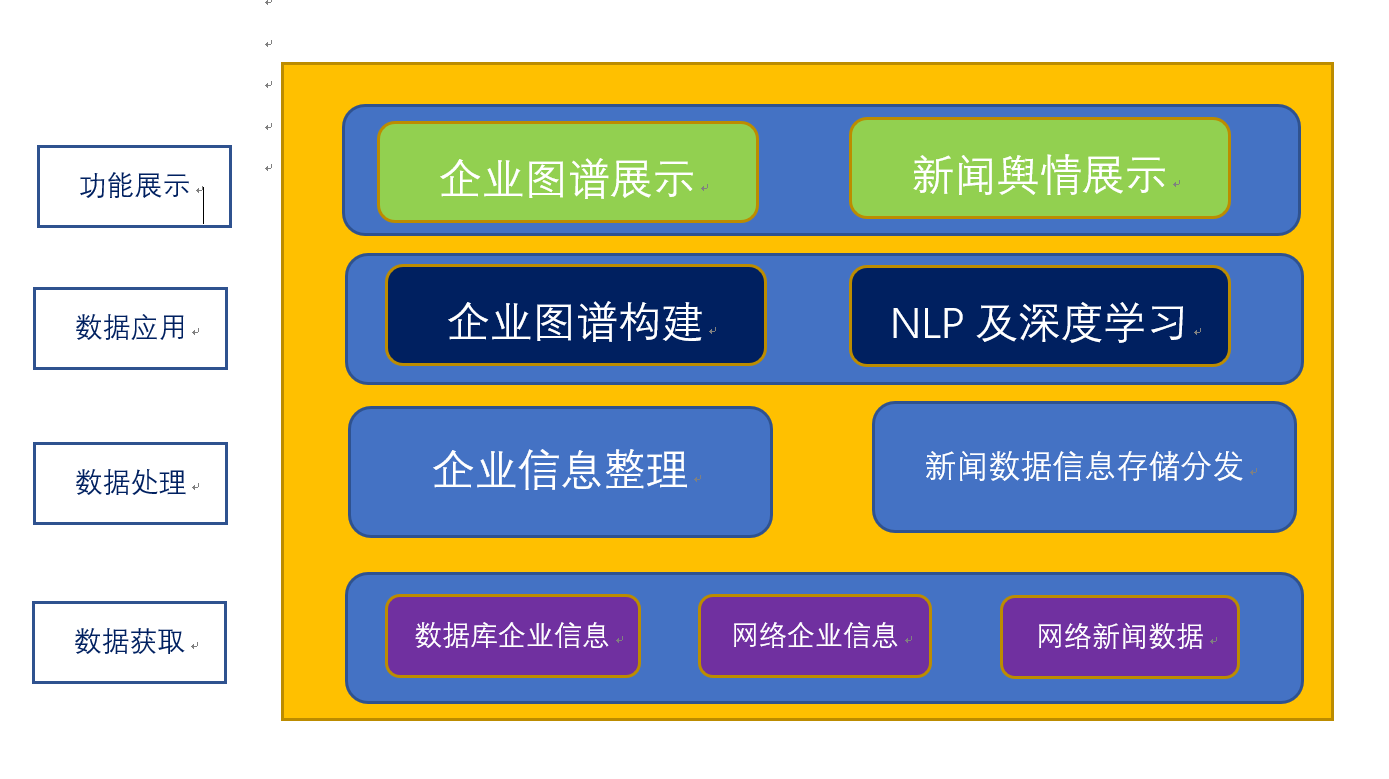 功能展示
企业图谱展示
新闻舆情展示
数据应用
企业图谱构建
NLP 及深度学习
数据处理
企业信息整理
新闻数据信息存储分发
数据获取
数据库企业信息
网络企业信息
网络新闻数据